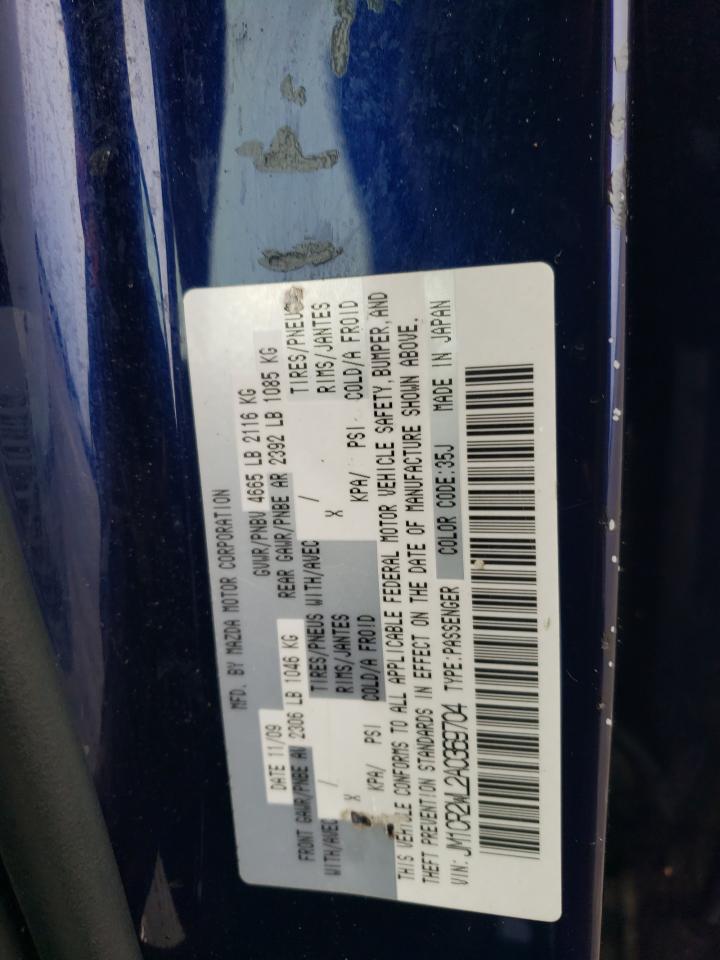 MFD. BY MAZDA MOTOR CORPORATION
DATE 11/09 GVWR/PNBV 4665 LB 2116 KG
FRONT GAWR/PNBE AV 2306 LB 1046 KG REAR GAWR/PNBE AR 2392 LB 1085 KG
WITH/AVEC / TIRES/PNEUS WITH/AVEC / TIRES/PNEUS
X RIMS/JANTES X RIMS/JANTES
KPA/ PSI COLD/A FROID KPA/ PSI COLD/A FROID
THIS VEHICLE CONFORMS TO ALL APPLICABLE FEDERAL MOTOR VEHICLE SAFETY, BUMPER, AND
THEFT PREVENTION STANDARDS IN EFFECT ON THE DATE OF MANUFACTURE SHOWN ABOVE.
VIN: JM1CR2WL2A0369704 TYPE:PASSENGER COLOR CODE:35J MADE IN JAPAN